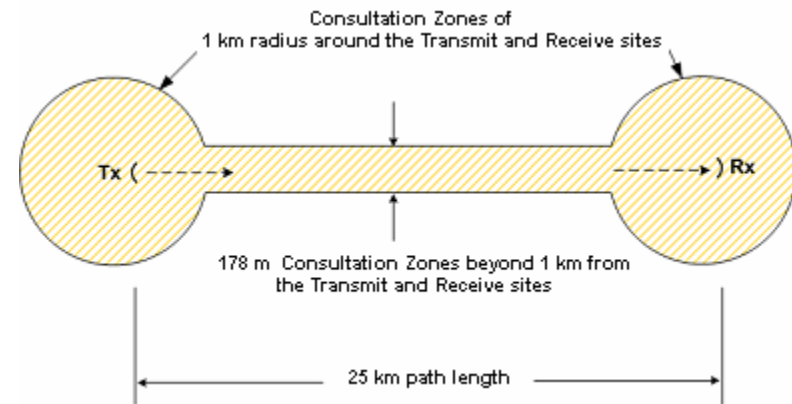 Consultation Zones of
1 km radius around the Transmit and Receive sites
Tx (
) Rx
178 m Consultation Zones beyond 1 km from
the Transmit and Receive sites
25 km path length